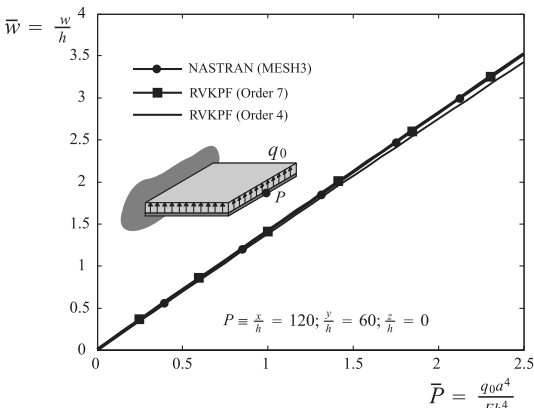 w̅ = w/h
4
3.5
3
2.5
2
1.5
1
0.5
0
NASTRAN (MESH3)
RVKPF (Order 7)
RVKPF (Order 4)
q₀
P
P ≡ x/h = 120; y/h = 60; z/h = 0
0 0.5 1 1.5 2 2.5
P̅ = q₀a⁴/Eh⁴